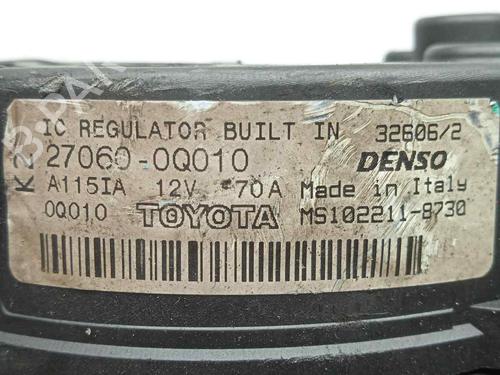 IC REGULATOR BUILT IN 32606/2
K2 27060-0Q010 DENSO
A115IA 12V 70A Made in Italy
0Q010 TOYOTA MS102211-8730